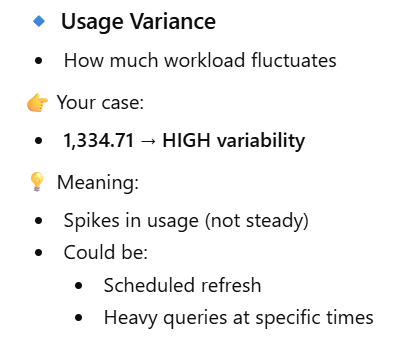 🔹 Usage Variance
• How much workload fluctuates
👉 Your case:
• 1,334.71 → HIGH variability
💡 Meaning:
• Spikes in usage (not steady)
• Could be:
• Scheduled refresh
• Heavy queries at specific times